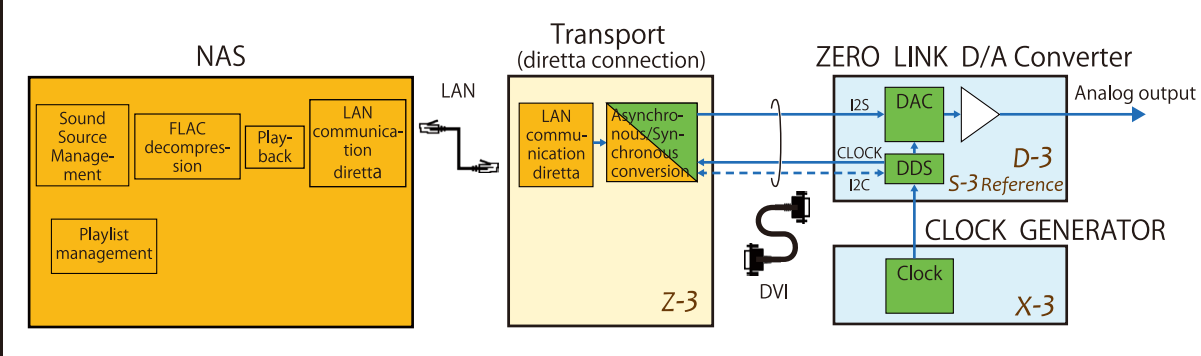 NAS
Sound
Source
Manage-
ment
FLAC
decompres-
sion
Play-
back
LAN
communica-
tion
diretta
Playlist
management
LAN
Transport
(diretta connection)
LAN
commu-
nication
diretta
Asynchro-
nous/Syn-
chronous
conversion
Z-3
I2S
CLOCK
I2C
DVI
ZERO LINK D/A Converter
DAC
DDS
D-3
S-3 Reference
Analog output
CLOCK GENERATOR
Clock
X-3